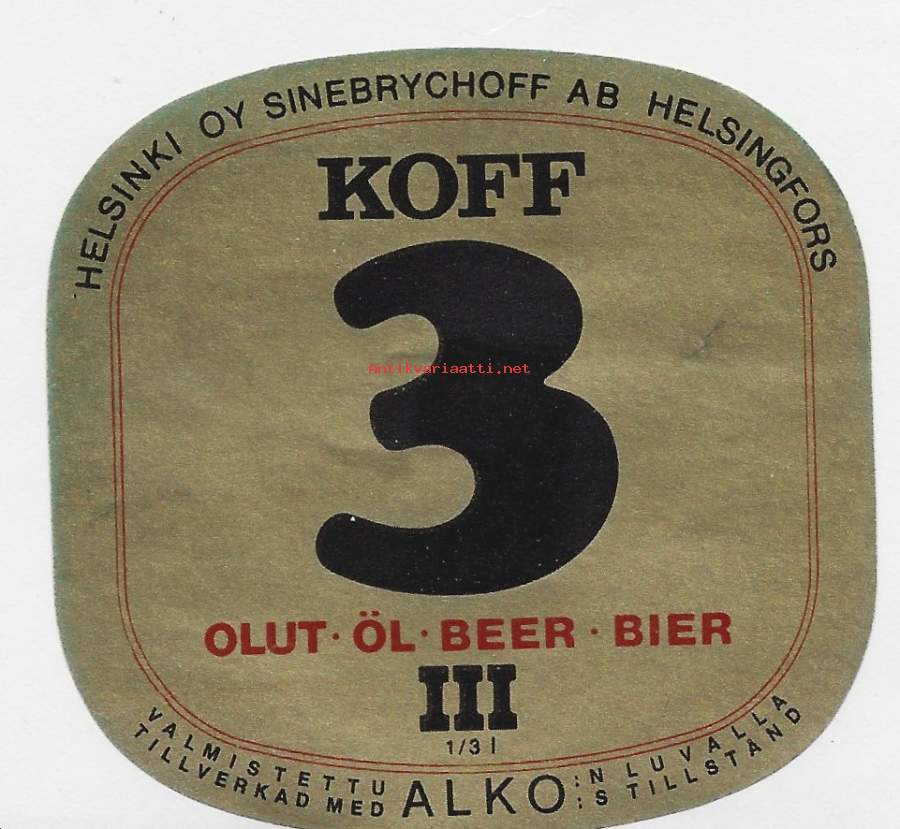 HELSINKI OY SINEBRYCHOFF AB HELSINGFORS
KOFF
3
antikvariaatti.net
OLUT · ÖL · BEER · BIER
III
1/3 l
VALMISTETTU ALKO:N LUVALLA
TILLVERKAD MED ALKO:S TILLSTÅND